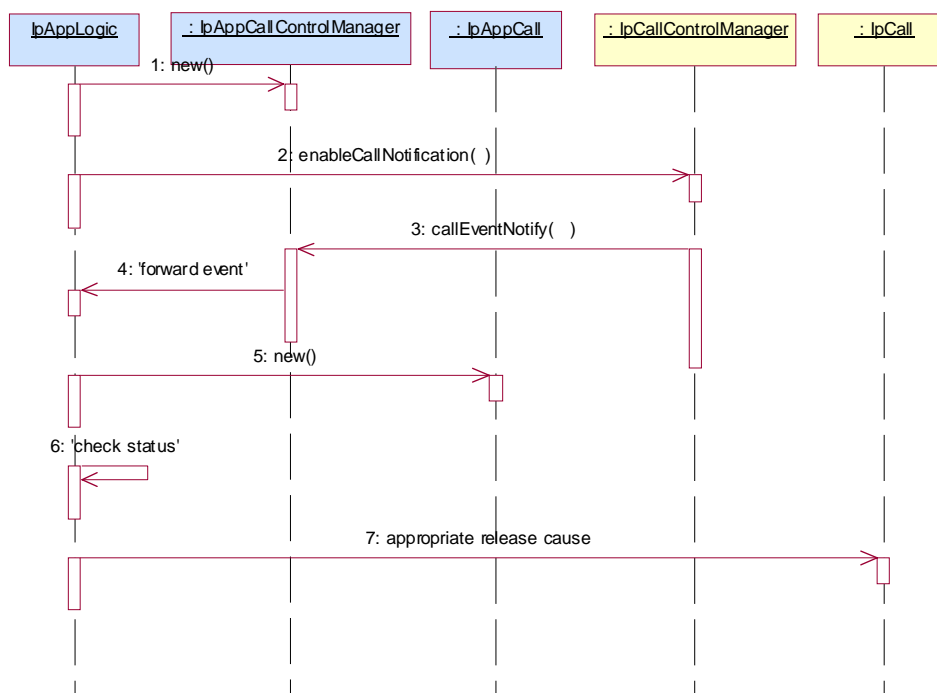 IpAppLogic
: IpAppCallControlManager
: IpAppCall
: IpCallControlManager
: IpCall
1: new()
2: enableCallNotification( )
3: callEventNotify( )
4: 'forward event'
5: new()
6: 'check status'
7: appropriate release cause